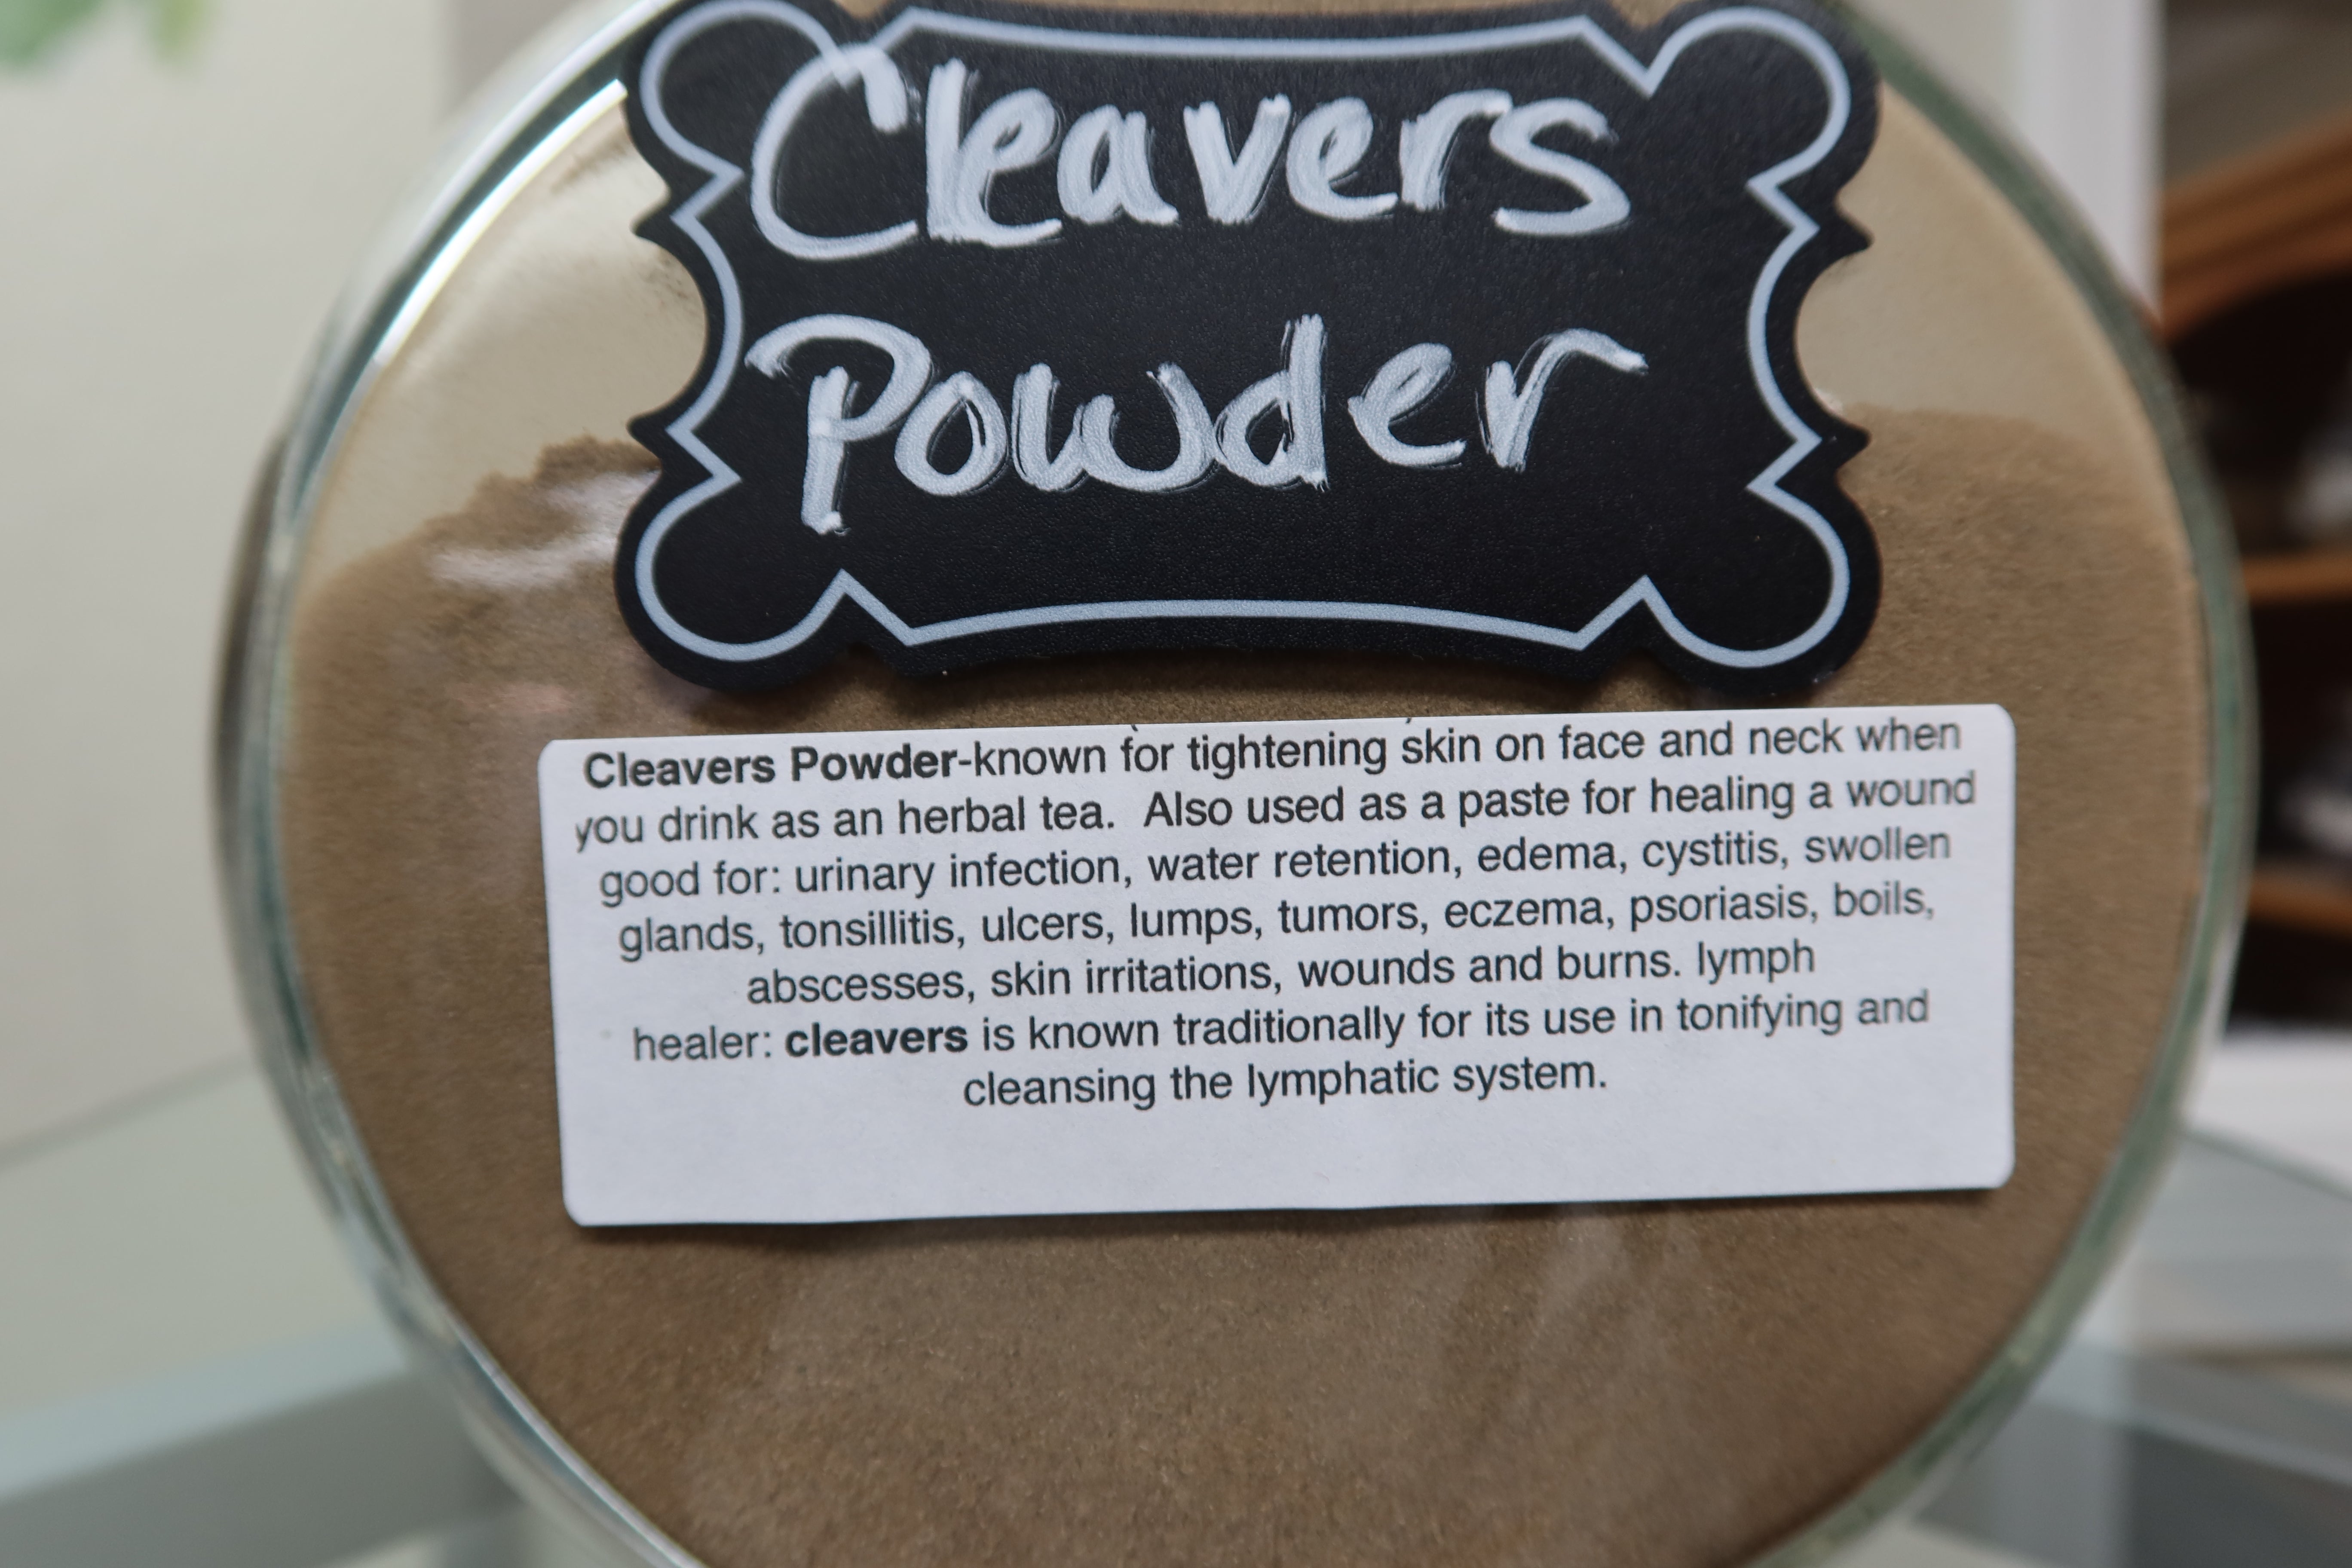 Cleavers
Powder
Cleavers Powder-known for tightening skin on face and neck when
you drink as an herbal tea.  Also used as a paste for healing a wound
good for: urinary infection, water retention, edema, cystitis, swollen
glands, tonsillitis, ulcers, lumps, tumors, eczema, psoriasis, boils,
abscesses, skin irritations, wounds and burns. lymph
healer: cleavers is known traditionally for its use in tonifying and
cleansing the lymphatic system.